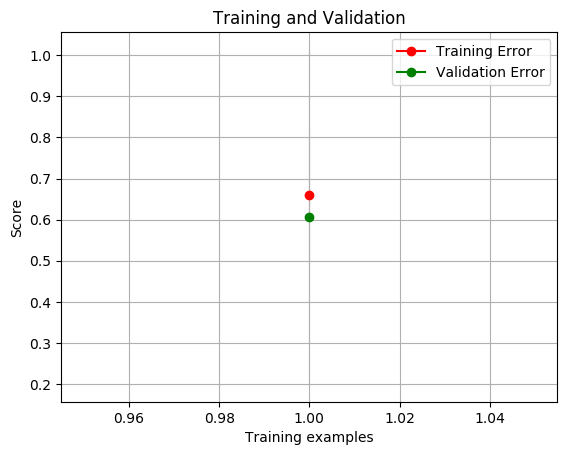 Training and Validation
Training Error
Validation Error
1.0
0.9
0.8
0.7
0.6
0.5
0.4
0.3
0.2
Score
0.96
0.98
1.00
1.02
1.04
Training examples